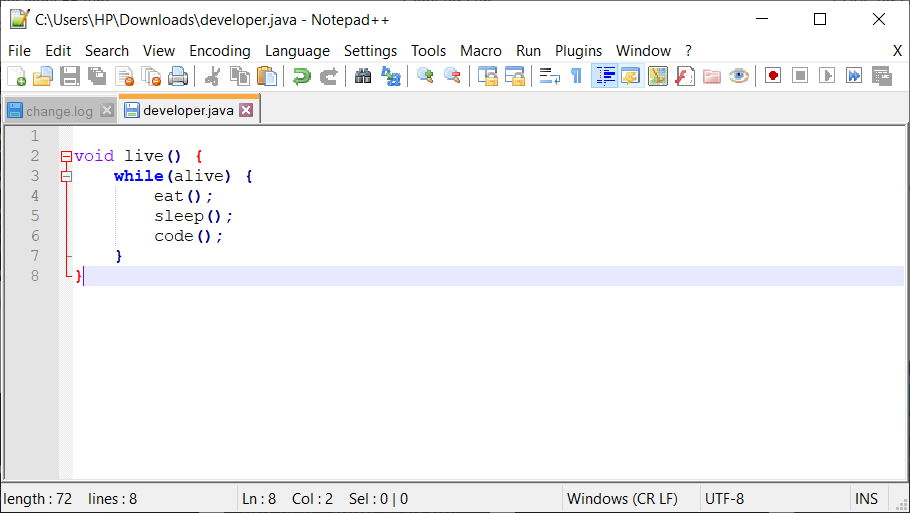 C:\Users\HP\Downloads\developer.java - Notepad++
File Edit Search View Encoding Language Settings Tools Macro Run Plugins Window ? X
change.log developer.java
1
2 void live() {
3     while(alive) {
4         eat();
5         sleep();
6         code();
7     }
8 }
length : 72 lines : 8 Ln : 8 Col : 2 Sel : 0 | 0 Windows (CR LF) UTF-8 INS